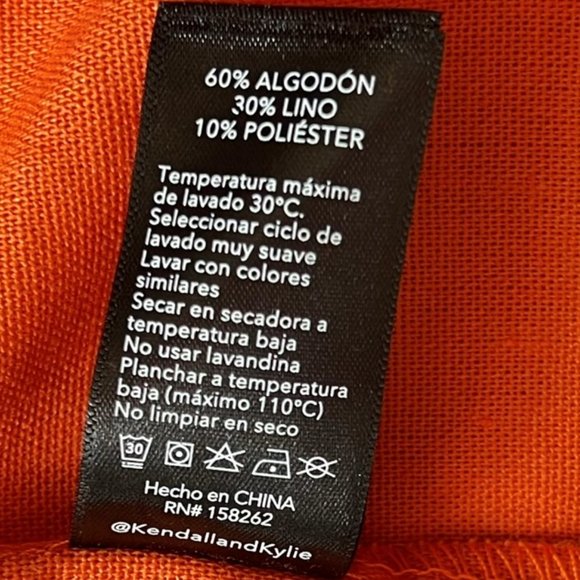 60% ALGODÓN
30% LINO
10% POLIÉSTER
Temperatura máxima
de lavado 30°C.
Seleccionar ciclo de
lavado muy suave
Lavar con colores
similares
Secar en secadora a
temperatura baja
No usar lavandina
Planchar a temperatura
baja (máximo 110°C)
No limpiar en seco
30
Hecho en CHINA
RN# 158262
@KendallandKylie